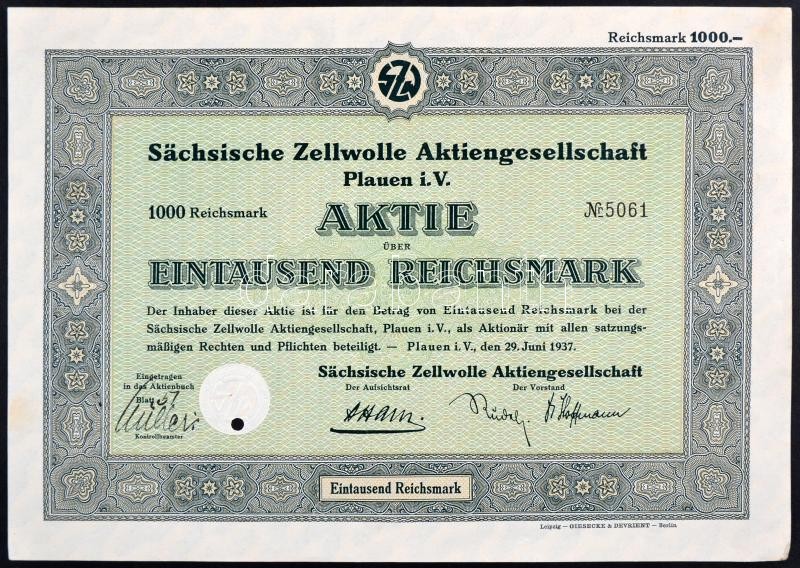 Reichsmark 1000.—
SZW
Sächsische Zellwolle Aktiengesellschaft
Plauen i.V.
1000 Reichsmark
AKTIE
№ 5061
ÜBER
EINTAUSEND REICHSMARK
Der Inhaber dieser Aktie ist für den Betrag von Eintausend Reichsmark bei der
Sächsische Zellwolle Aktiengesellschaft, Plauen i.V., als Aktionär mit allen satzungs-
mäßigen Rechten und Pflichten beteiligt. — Plauen i.V., den 29. Juni 1937.
Eingetragen
in das Aktienbuch
Blatt
Müller
Kontrollbeamter
Sächsische Zellwolle Aktiengesellschaft
Der Aufsichtsrat
Der Vorstand
Hoffmann
Eintausend Reichsmark
Leipzig — GIESECKE & DEVRIENT — Berlin